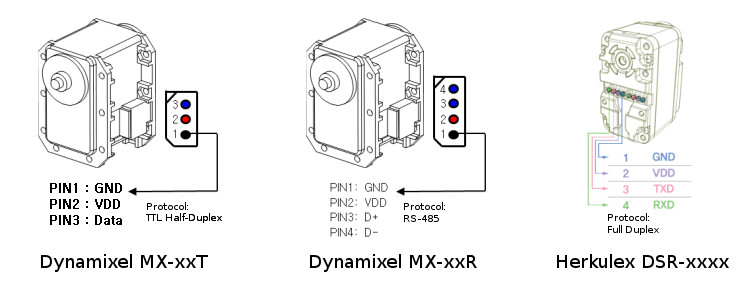 3
2
1
PIN1 : GND
PIN2 : VDD
PIN3 : Data
Protocol:
TTL Half-Duplex
Dynamixel MX-xxT
4
3
2
1
PIN1: GND
PIN2: VDD
PIN3: D+
PIN4: D-
Protocol:
RS-485
Dynamixel MX-xxR
1 GND
2 VDD
3 TXD
4 RXD
Protocol:
Full Duplex
Herkulex DSR-xxxx